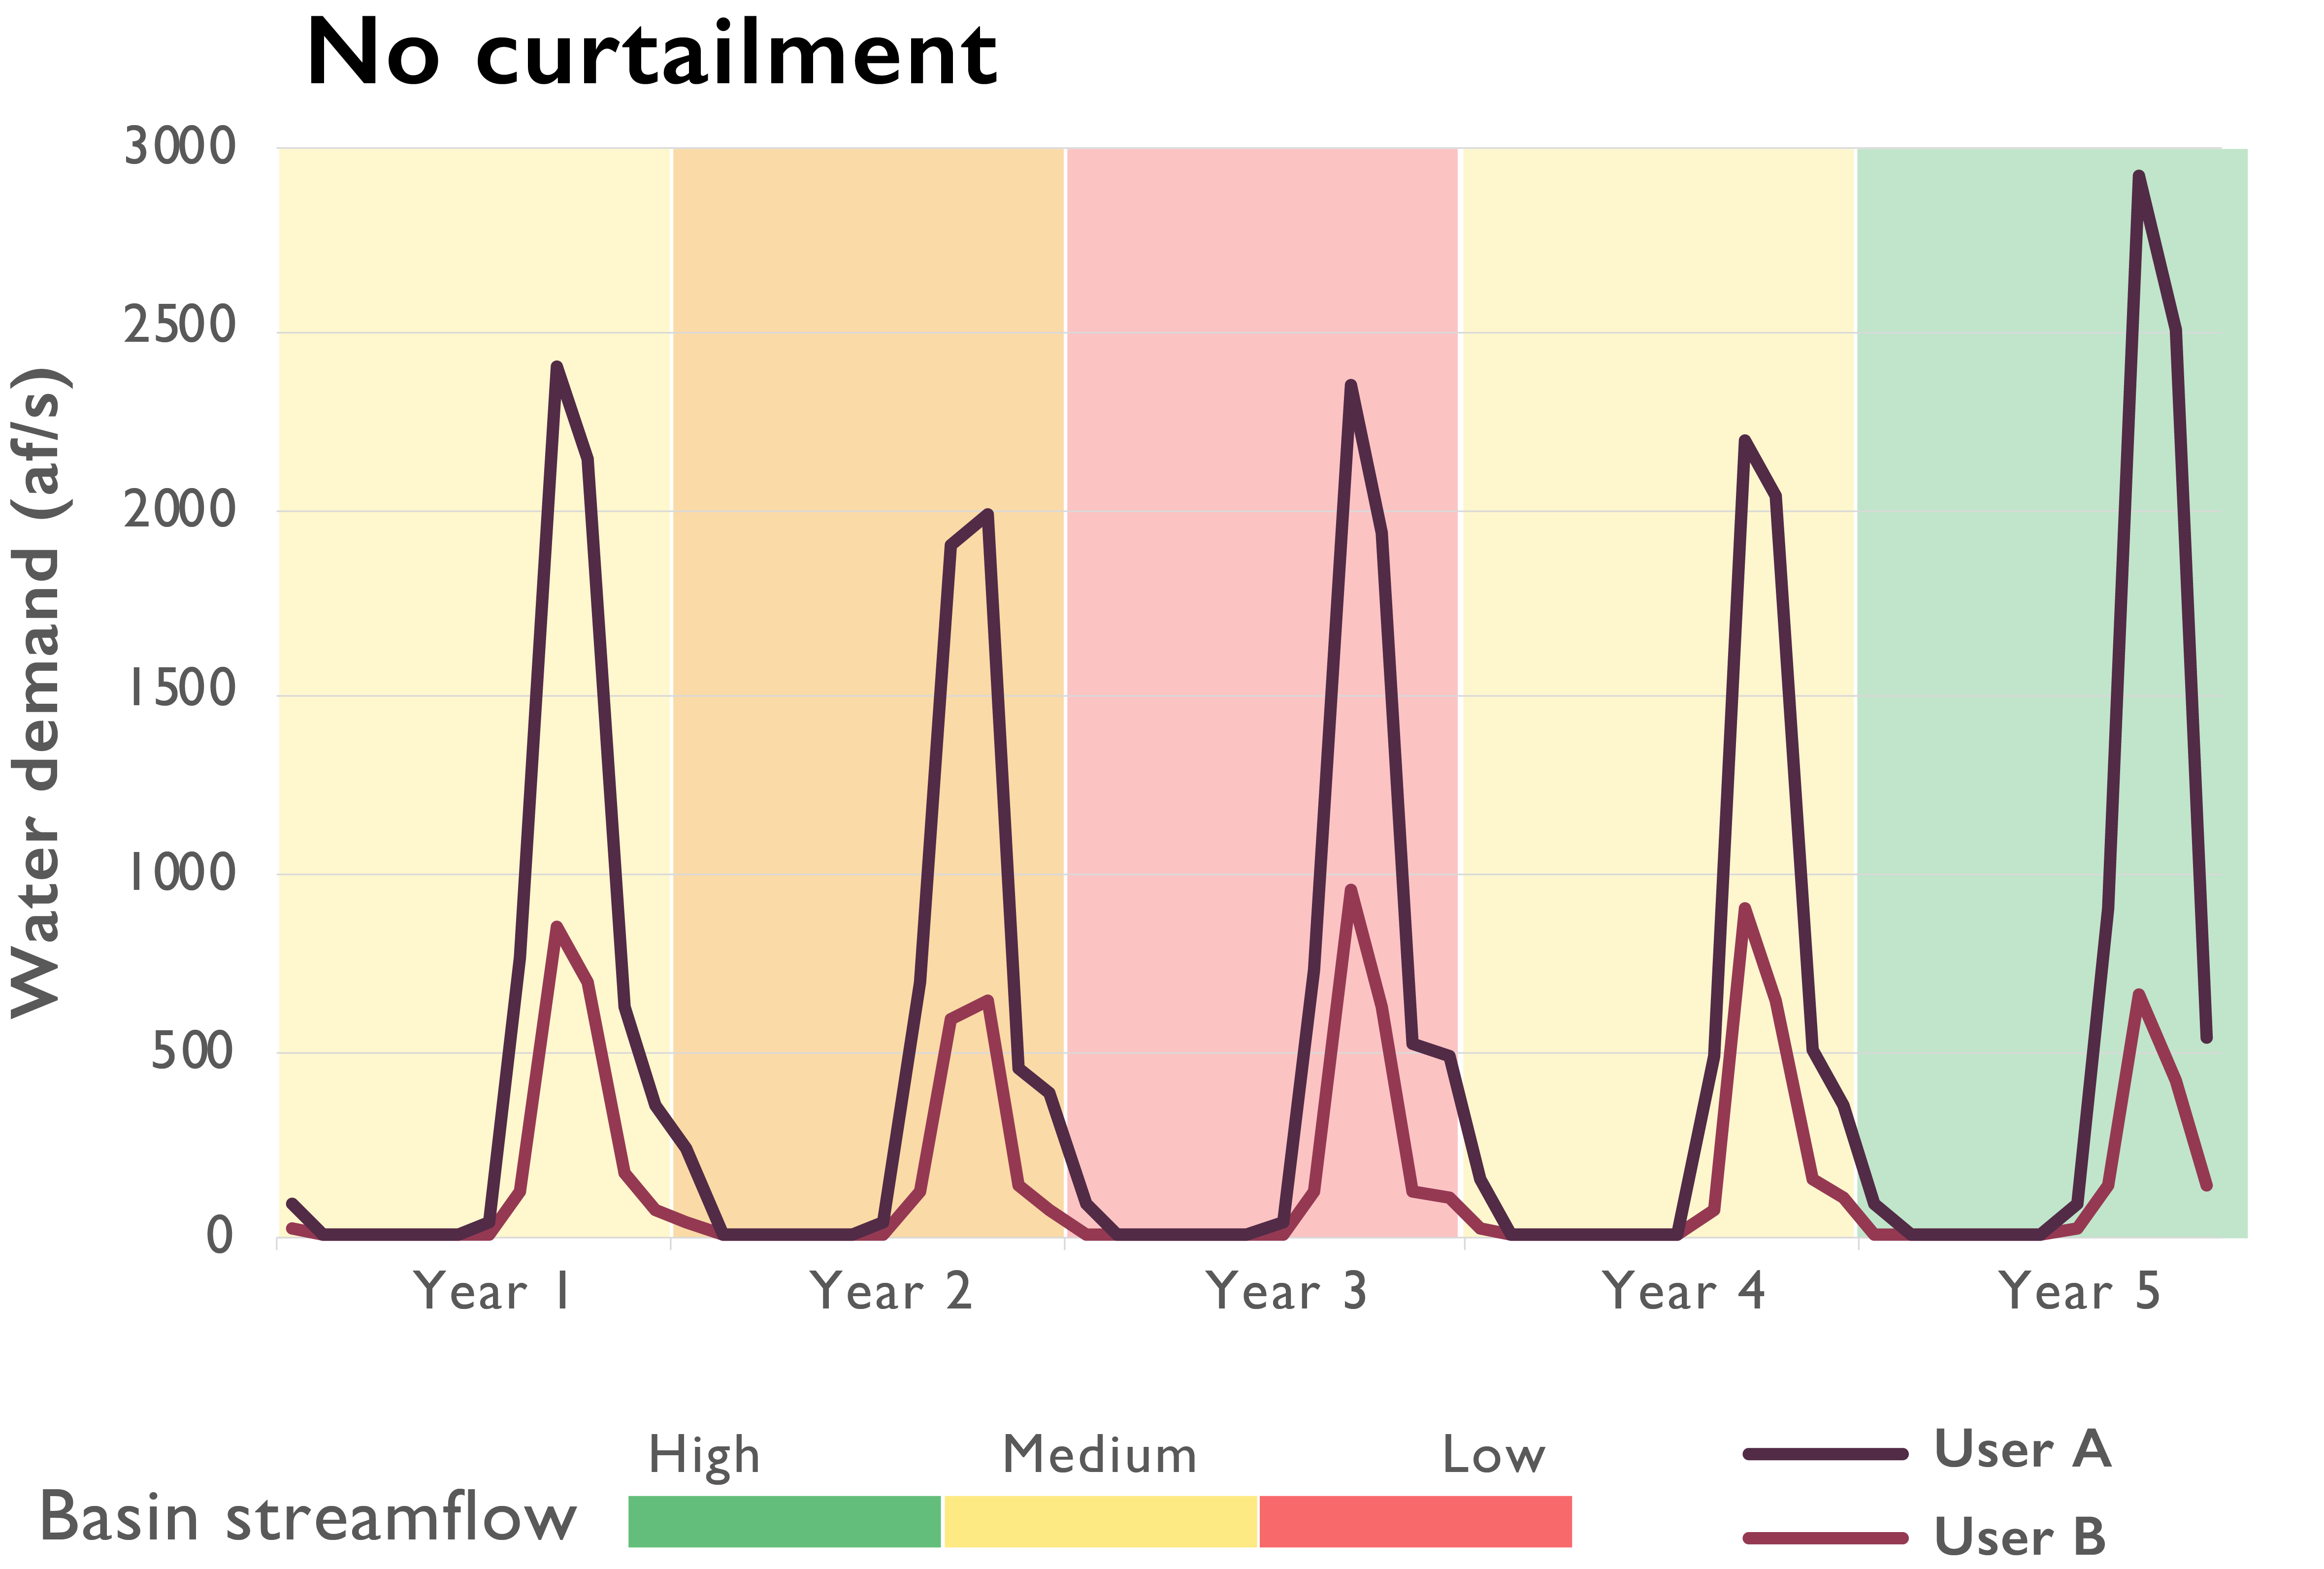 No curtailment
Water demand (af/s)
3000
2500
2000
1500
1000
500
0
Year 1
Year 2
Year 3
Year 4
Year 5
Basin streamflow
High
Medium
Low
User A
User B